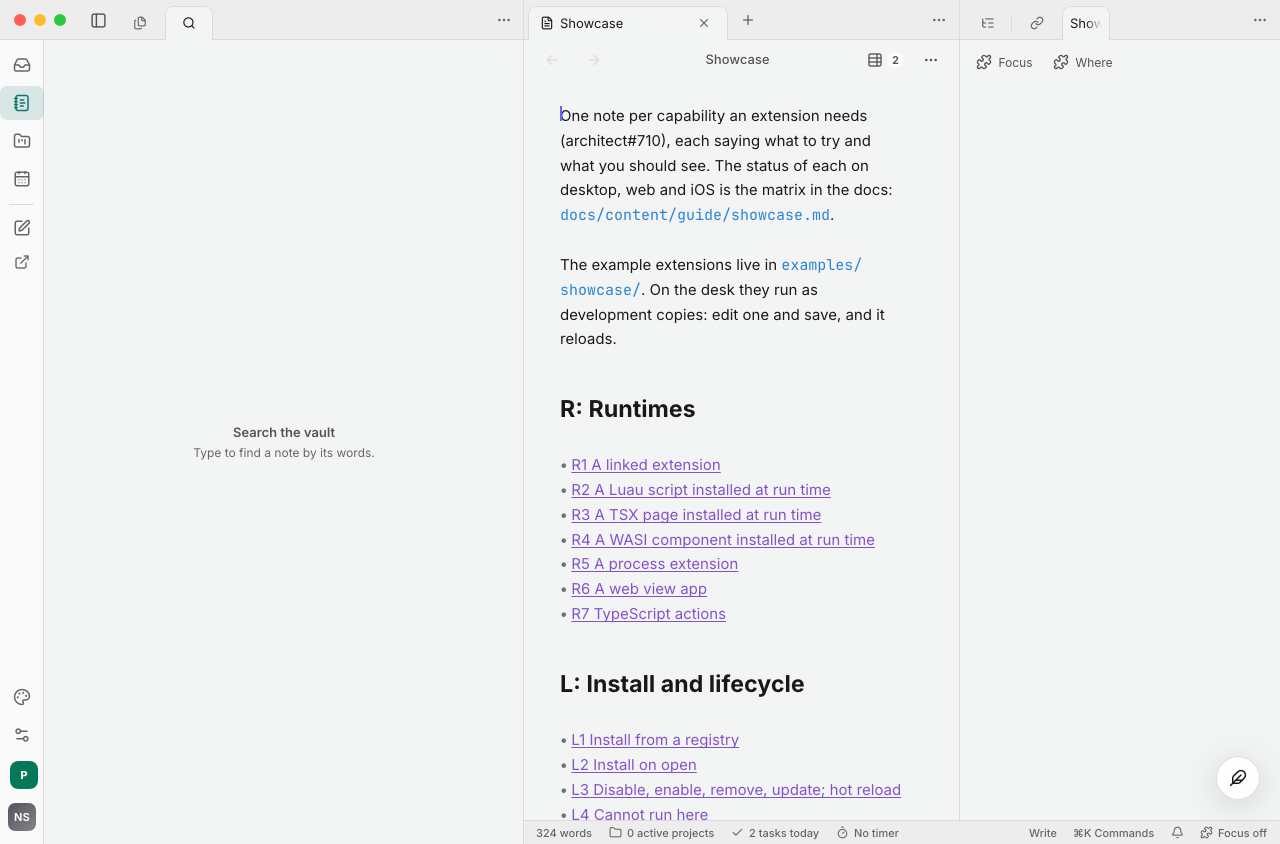 Showcase
Show
Showcase
2
Focus
Where
One note per capability an extension needs
(architect#710), each saying what to try and
what you should see. The status of each on
desktop, web and iOS is the matrix in the docs:
docs/content/guide/showcase.md.
The example extensions live in examples/
showcase/. On the desk they run as
development copies: edit one and save, and it
reloads.
R: Runtimes
• R1 A linked extension
• R2 A Luau script installed at run time
• R3 A TSX page installed at run time
• R4 A WASI component installed at run time
• R5 A process extension
• R6 A web view app
• R7 TypeScript actions
L: Install and lifecycle
• L1 Install from a registry
• L2 Install on open
• L3 Disable, enable, remove, update; hot reload
• L4 Cannot run here
Search the vault
Type to find a note by its words.
P
NS
324 words
0 active projects
2 tasks today
No timer
Write
⌘K Commands
Focus off